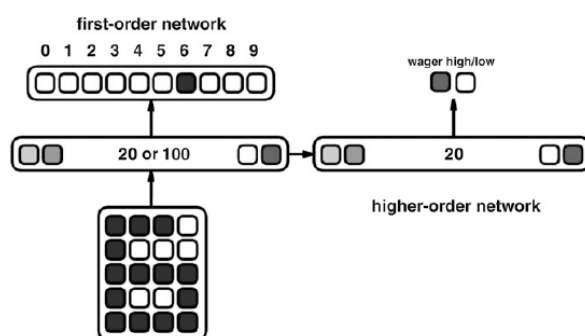 first-order network
0 1 2 3 4 5 6 7 8 9
wager high/low
20 or 100
20
higher-order network